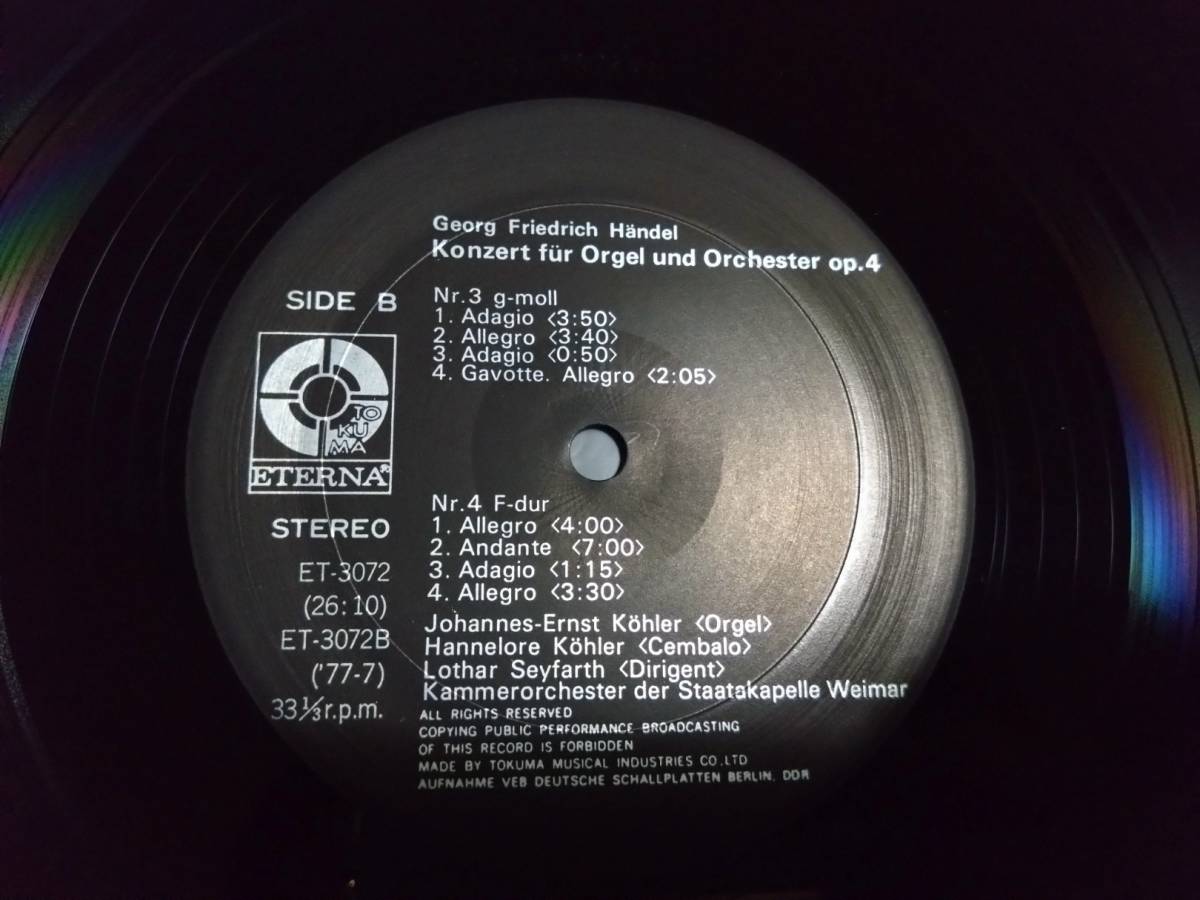 Georg Friedrich Händel
Konzert für Orgel und Orchester op.4
SIDE B
Nr.3 g-moll
1. Adagio <3:50>
2. Allegro <3:40>
3. Adagio <0:50>
4. Gavotte. Allegro <2:05>
TO
KU
MA
ETERNA®
STEREO
ET-3072
(26:10)
ET-3072B
('77-7)
33⅓r.p.m.
Nr.4 F-dur
1. Allegro <4:00>
2. Andante <7:00>
3. Adagio <1:15>
4. Allegro <3:30>
Johannes-Ernst Köhler <Orgel>
Hannelore Köhler <Cembalo>
Lothar Seyfarth <Dirigent>
Kammerorchester der Staatakapelle Weimar
ALL RIGHTS RESERVED
COPYING PUBLIC PERFORMANCE BROADCASTING
OF THIS RECORD IS FORBIDDEN
MADE BY TOKUMA MUSICAL INDUSTRIES CO.,LTD
AUFNAHME VEB DEUTSCHE SCHALLPLATTEN BERLIN. DDR